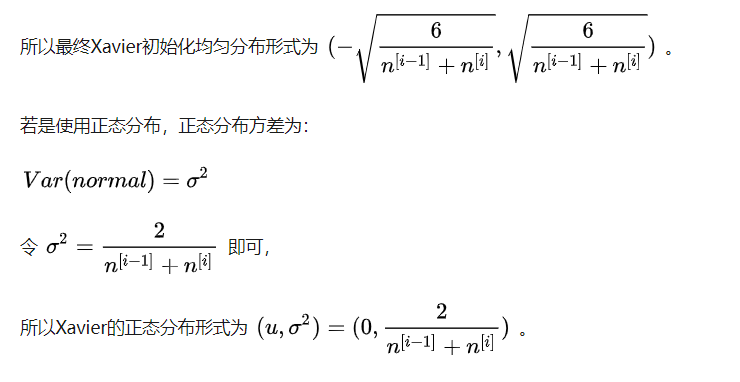 所以最终Xavier初始化均匀分布形式为 $(-\sqrt{\frac{6}{n^{[i-1]}+n^{[i]}}},\sqrt{\frac{6}{n^{[i-1]}+n^{[i]}}})$ 。
若是使用正态分布，正态分布方差为：
$Var(normal)=\sigma^2$
令 $\sigma^2=\frac{2}{n^{[i-1]}+n^{[i]}}$ 即可，
所以Xavier的正态分布形式为 $(u,\sigma^2)=(0,\frac{2}{n^{[i-1]}+n^{[i]}})$ 。